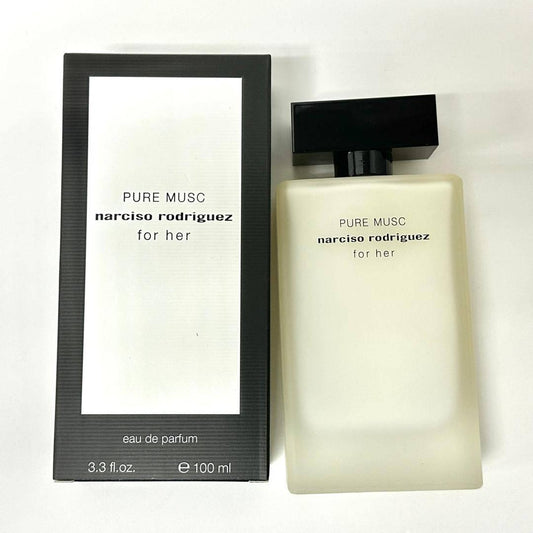 PURE MUSC
narciso rodriguez
for her
eau de parfum
3.3 fl.oz. ℮ 100 ml
PURE MUSC
narciso rodriguez
for her